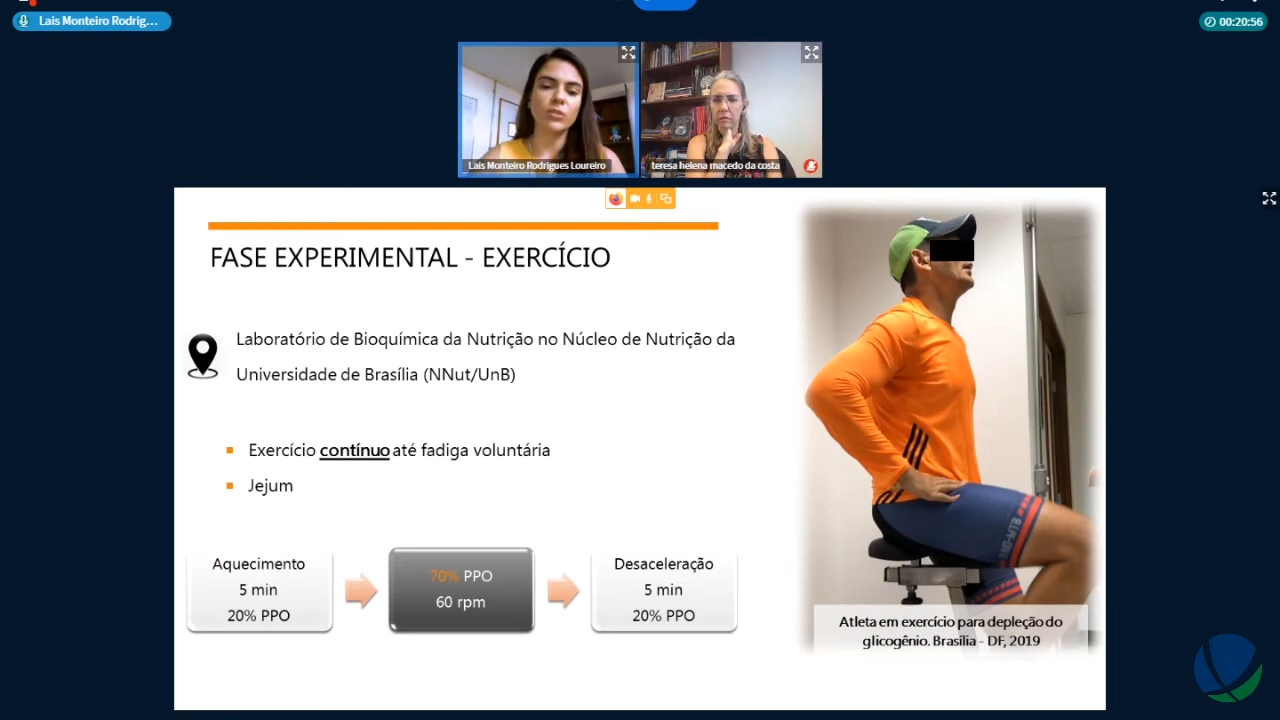 Lais Monteiro Rodrig...
00:20:56
Lais Monteiro Rodrigues Loureiro
teresa helena macedo da costa
FASE EXPERIMENTAL - EXERCÍCIO
Laboratório de Bioquímica da Nutrição no Núcleo de Nutrição da
Universidade de Brasília (NNut/UnB)
Exercício contínuo até fadiga voluntária
Jejum
Aquecimento
5 min
20% PPO
70% PPO
60 rpm
Desaceleração
5 min
20% PPO
Atleta em exercício para depleção do
glicogênio. Brasília - DF, 2019